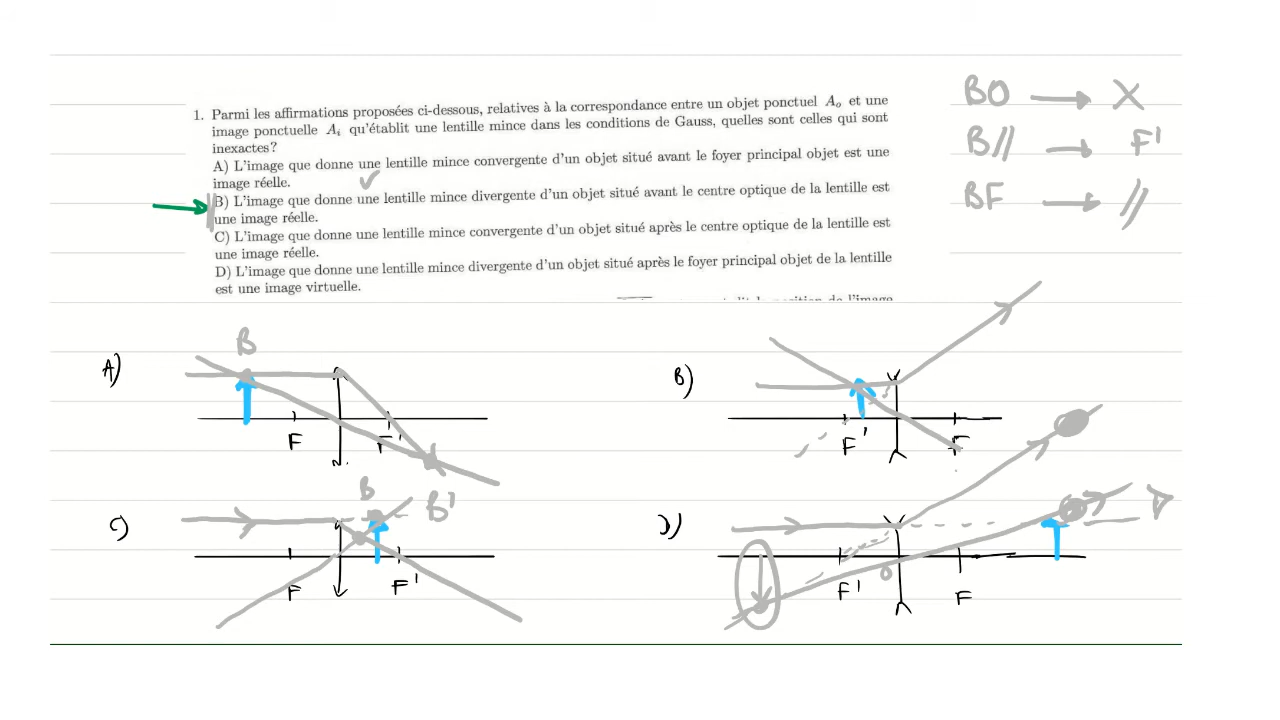 1. Parmi les affirmations proposées ci-dessous, relatives à la correspondance entre un objet ponctuel Ao et une
image ponctuelle Ai qu'établit une lentille mince dans les conditions de Gauss, quelles sont celles qui sont
inexactes ?
A) L'image que donne une lentille mince convergente d'un objet situé avant le foyer principal objet est une
image réelle.
B) L'image que donne une lentille mince divergente d'un objet situé avant le centre optique de la lentille est
une image réelle.
C) L'image que donne une lentille mince convergente d'un objet situé après le centre optique de la lentille est
une image réelle.
D) L'image que donne une lentille mince divergente d'un objet situé après le foyer principal objet de la lentille
est une image virtuelle.
BO → X
B// → F'
BF → //
A)
B
F
F'
B'
B)
F'
F
C)
B
F
F'
D)
F'
O
F